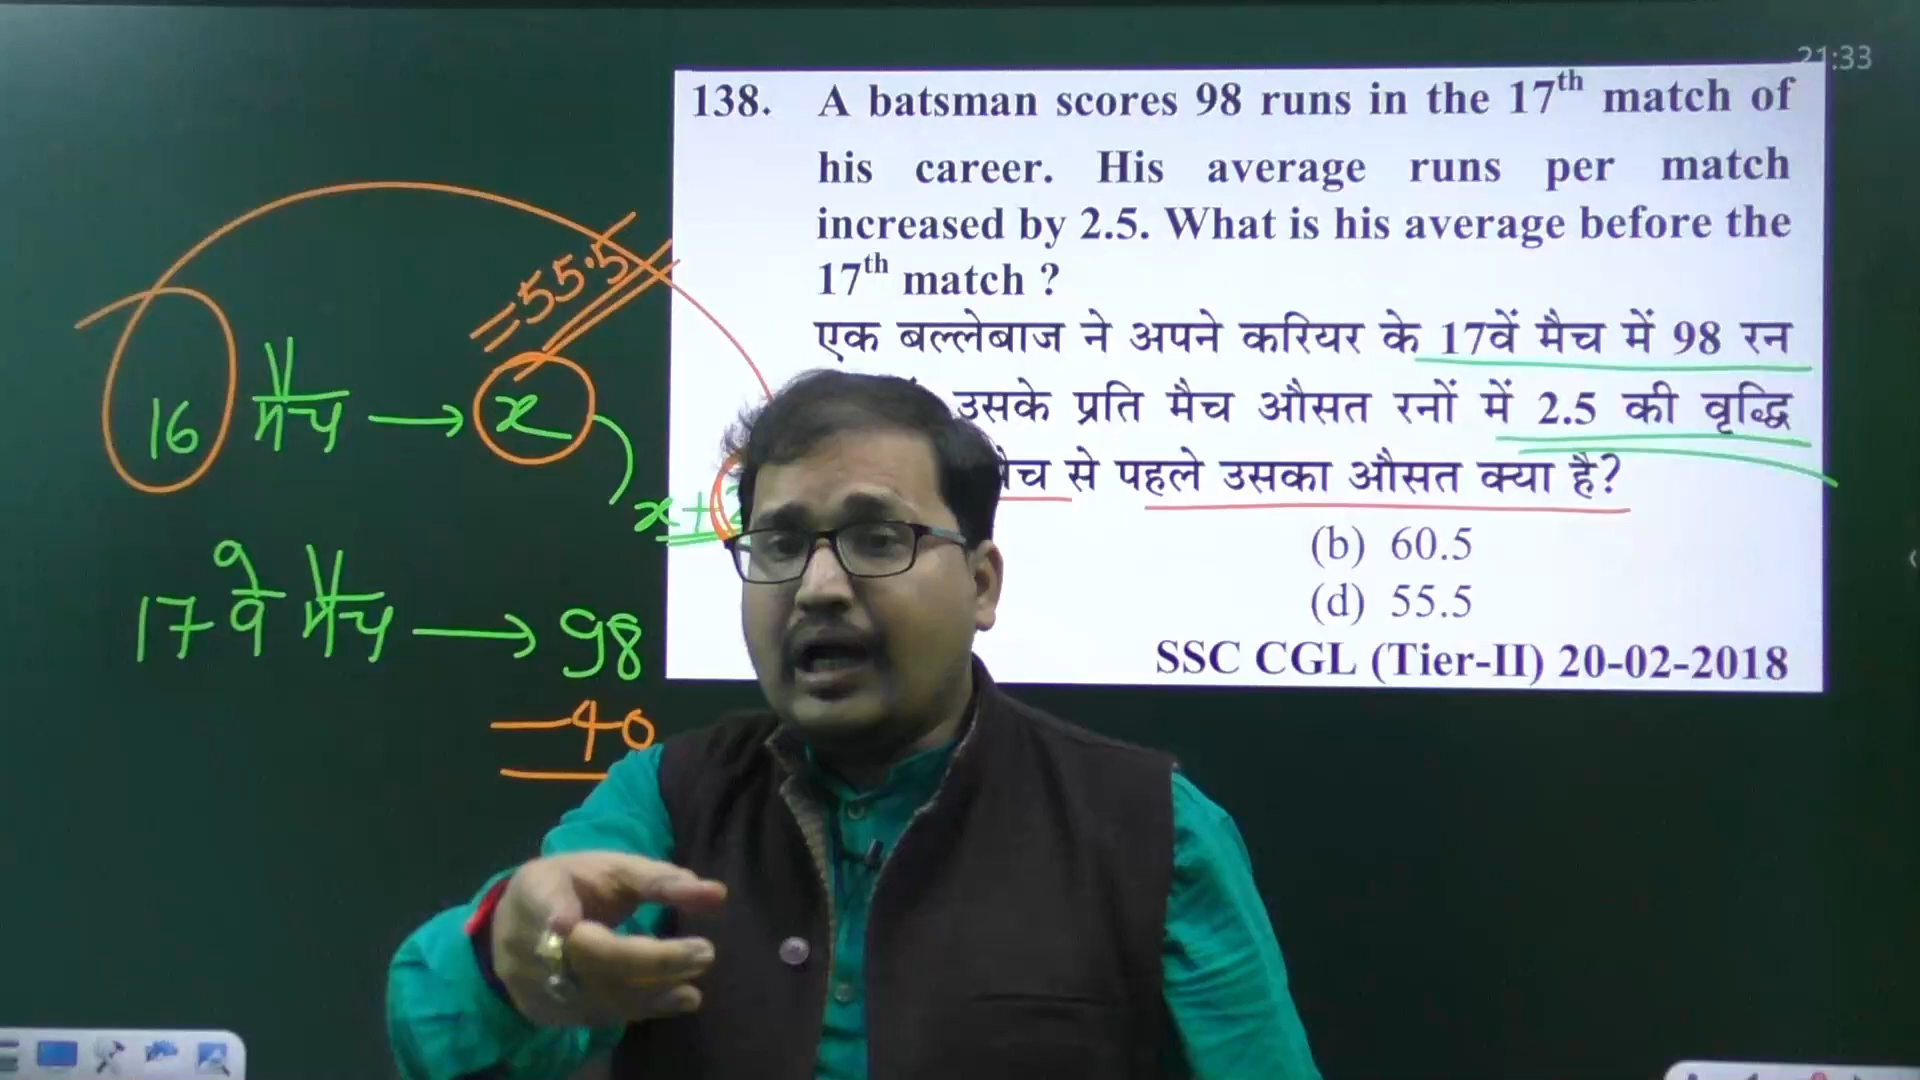 21:33
138. A batsman scores 98 runs in the 17th match of
his career. His average runs per match
increased by 2.5. What is his average before the
17th match ?
एक बल्लेबाज ने अपने करियर के 17वें मैच में 98 रन
उसके प्रति मैच औसत रनों में 2.5 की वृद्धि
से पहले उसका औसत क्या है?
(b) 60.5
(d) 55.5
SSC CGL (Tier-II) 20-02-2018
=55.5
16 मैच → x
x+
17वें मैच → 98
-40